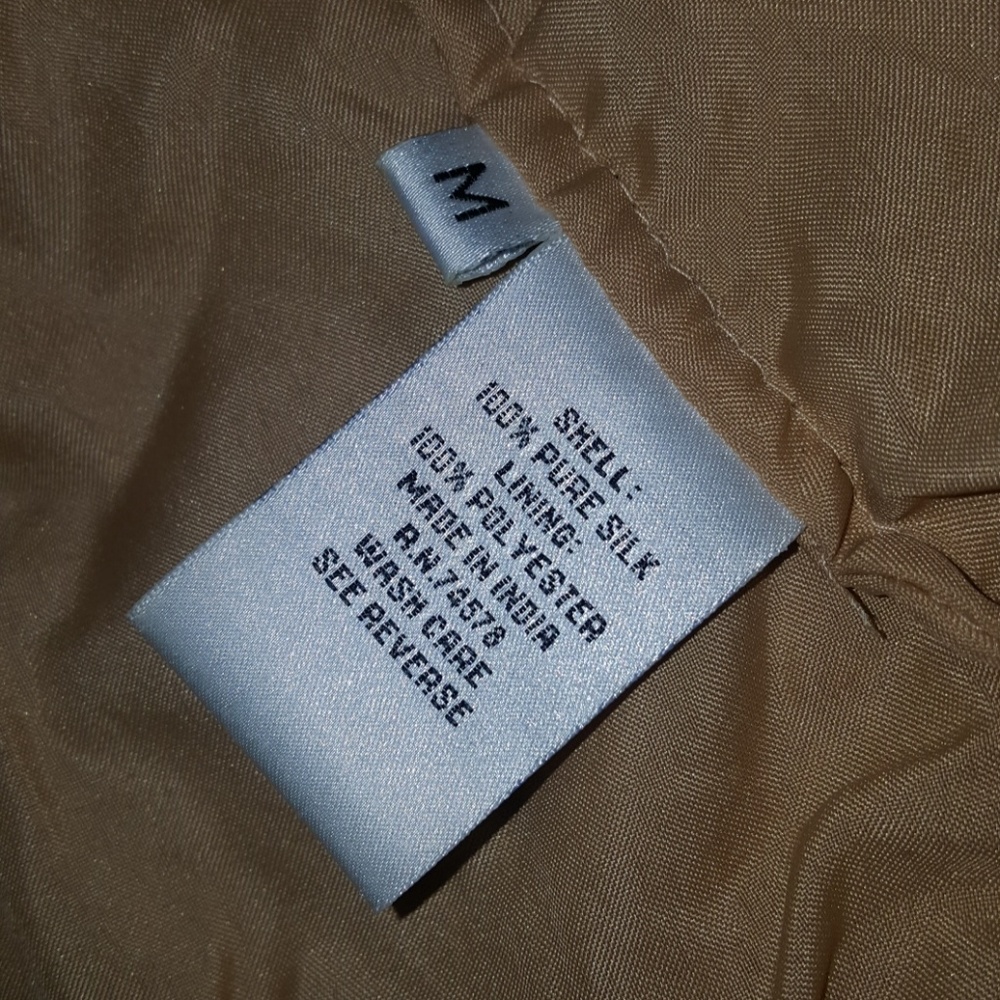 M
SHELL:
100% PURE SILK
LINING:
100% POLYESTER
MADE IN INDIA
R.N.74578
WASH CARE
SEE REVERSE